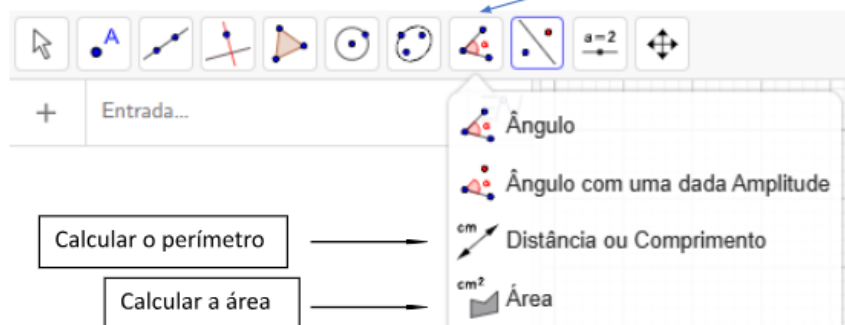 A
a=2
+ Entrada...
α Ângulo
α Ângulo com uma dada Amplitude
Calcular o perímetro
cm Distância ou Comprimento
Calcular a área
cm² Área